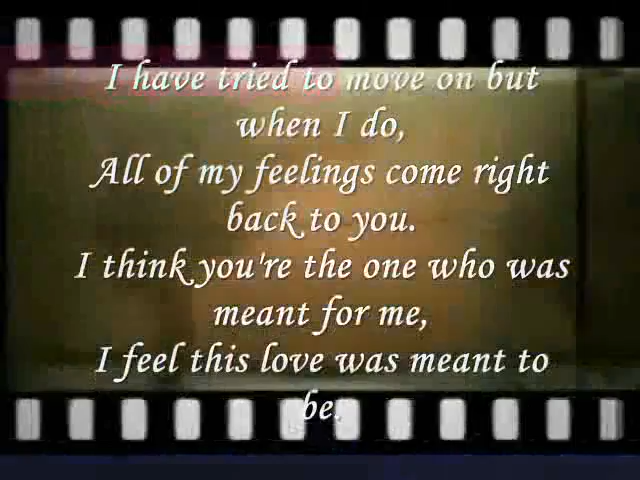 I have tried to move on but
when I do,
All of my feelings come right
back to you.
I think you're the one who was
meant for me,
I feel this love was meant to
be.